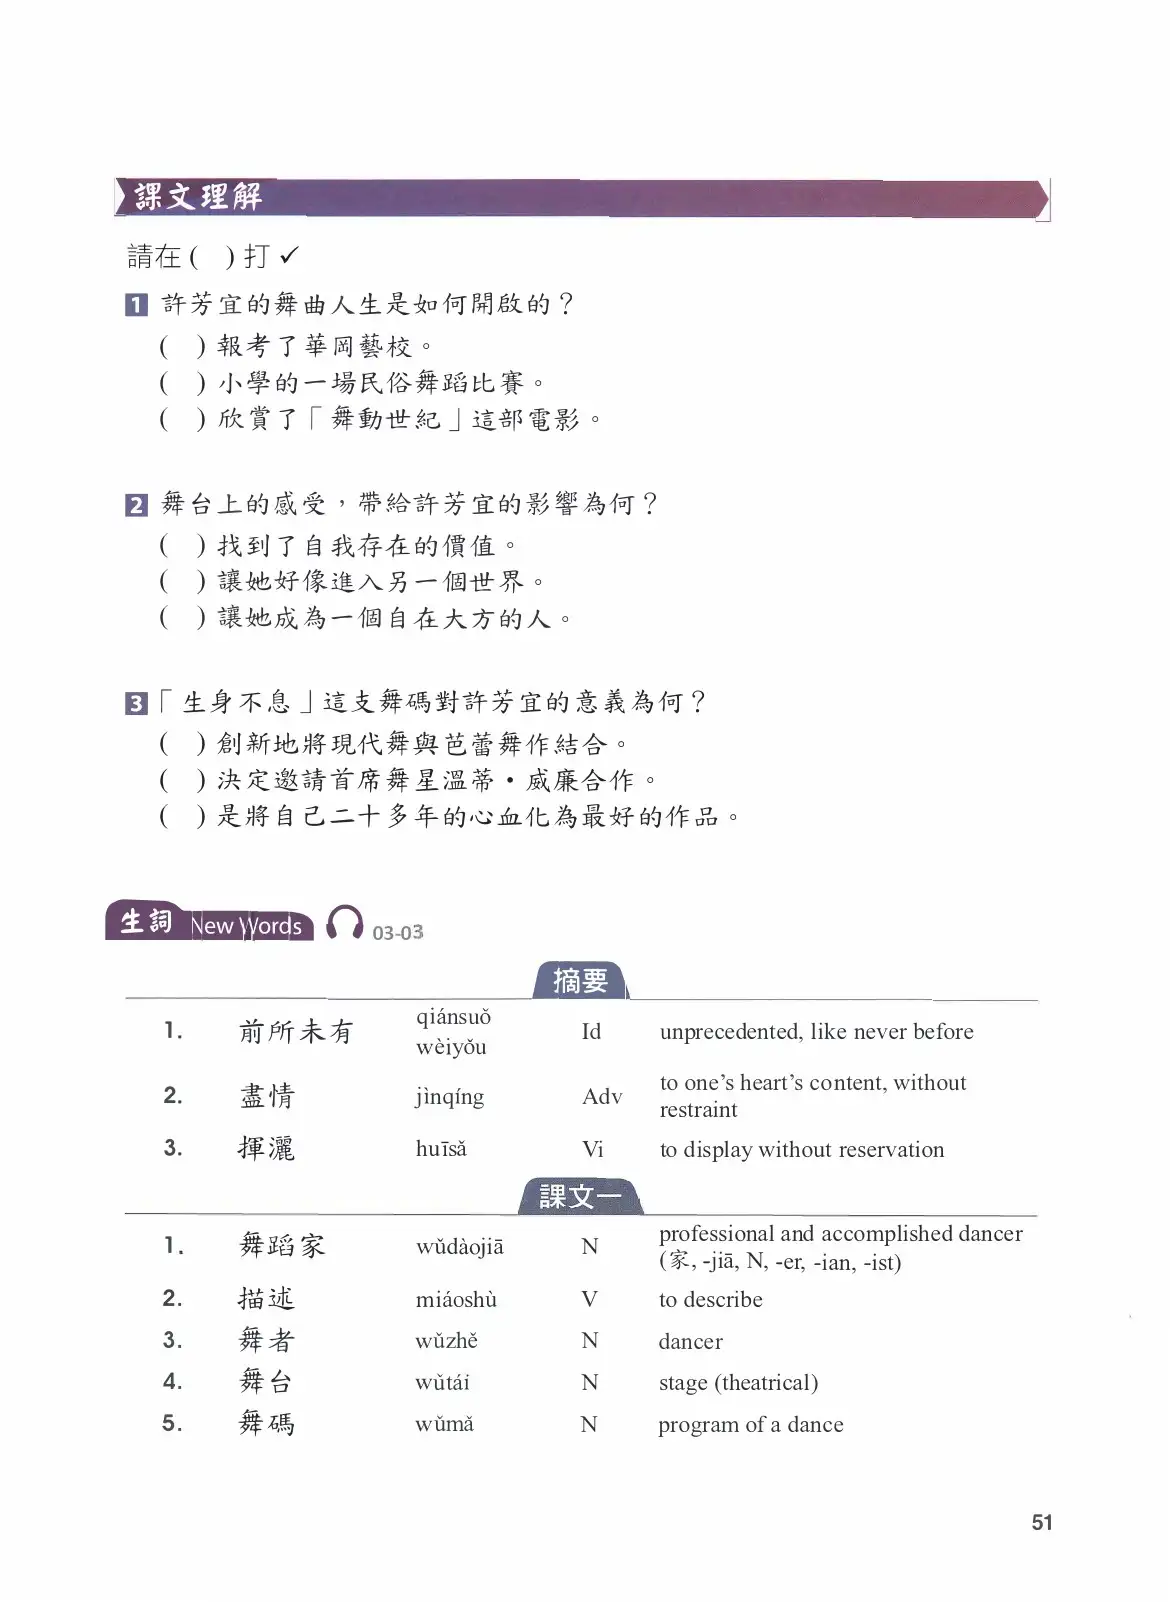 課文理解
請在 (　) 打 ✓
1 許芳宜的舞曲人生是如何開啟的？
(　) 報考了華岡藝校。
(　) 小學的一場民俗舞蹈比賽。
(　) 欣賞了「舞動世紀」這部電影。
2 舞台上的感受，帶給許芳宜的影響為何？
(　) 找到了自我存在的價值。
(　) 讓她好像進入另一個世界。
(　) 讓她成為一個自在大方的人。
3 「生身不息」這支舞碼對許芳宜的意義為何？
(　) 創新地將現代舞與芭蕾舞作結合。
(　) 決定邀請首席舞星溫蒂・威廉合作。
(　) 是將自己二十多年的心血化為最好的作品。
生詞 New Words 03-03
摘要
1. 前所未有 qiánsuǒ wèiyǒu Id unprecedented, like never before
2. 盡情 jìnqíng Adv to one's heart's content, without restraint
3. 揮灑 huīsǎ Vi to display without reservation
課文一
1. 舞蹈家 wǔdàojiā N professional and accomplished dancer (家, -jiā, N, -er, -ian, -ist)
2. 描述 miáoshù V to describe
3. 舞者 wǔzhě N dancer
4. 舞台 wǔtái N stage (theatrical)
5. 舞碼 wǔmǎ N program of a dance
51